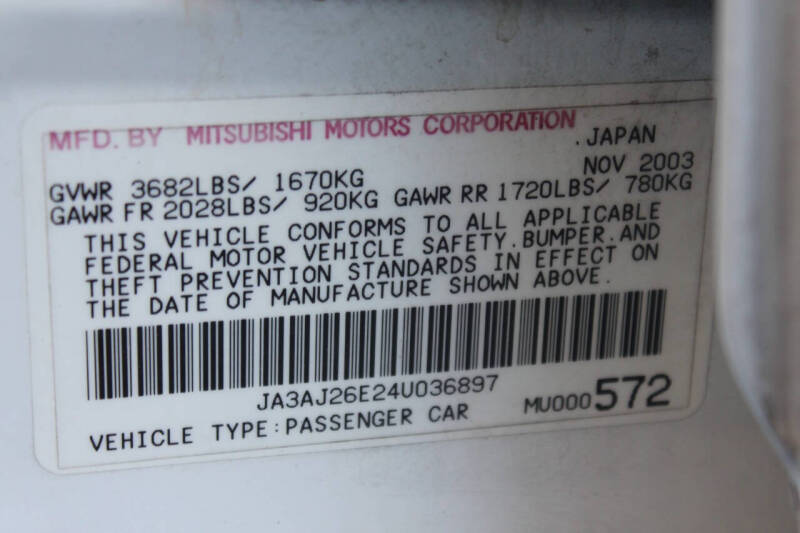 MFD. BY MITSUBISHI MOTORS CORPORATION .JAPAN
NOV 2003
GVWR 3682LBS/ 1670KG
GAWR FR 2028LBS/ 920KG GAWR RR 1720LBS/ 780KG
THIS VEHICLE CONFORMS TO ALL APPLICABLE
FEDERAL MOTOR VEHICLE SAFETY.BUMPER.AND
THEFT PREVENTION STANDARDS IN EFFECT ON
THE DATE OF MANUFACTURE SHOWN ABOVE.
JA3AJ26E24U036897
VEHICLE TYPE:PASSENGER CAR MU000572